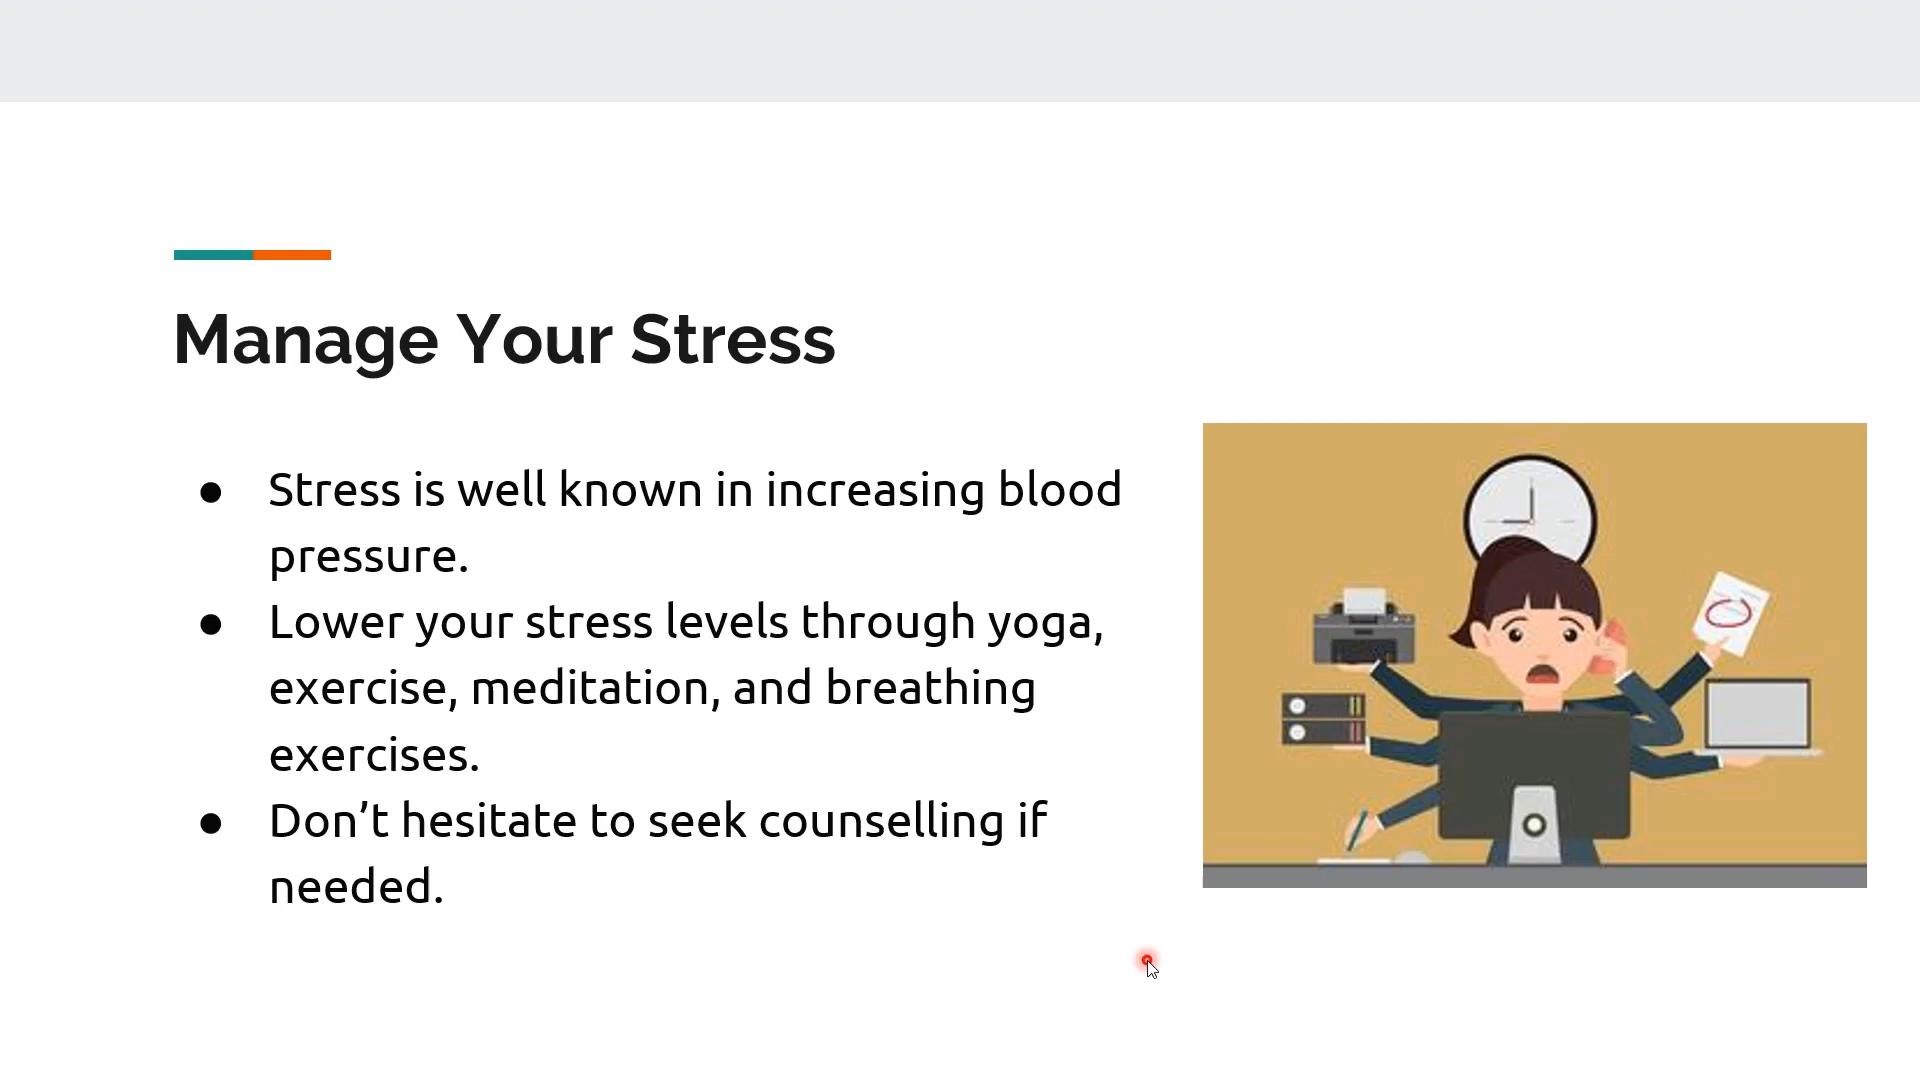 Manage Your Stress
● Stress is well known in increasing blood
pressure.
● Lower your stress levels through yoga,
exercise, meditation, and breathing
exercises.
● Don’t hesitate to seek counselling if
needed.